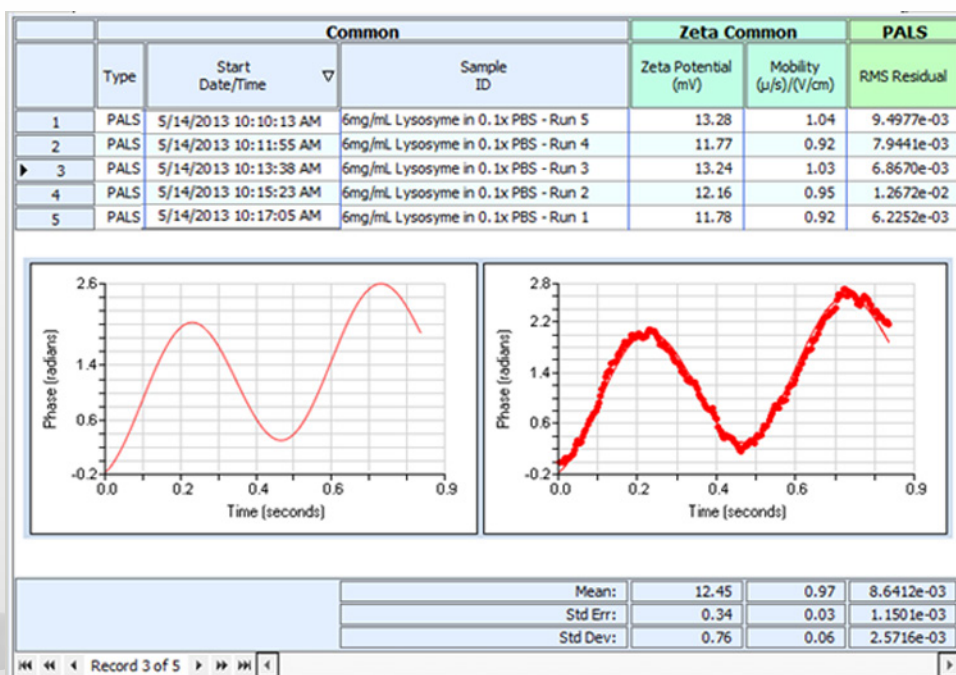 Common Zeta Common PALS
Type Start Date/Time Sample ID Zeta Potential (mV) Mobility (µ/s)/(V/cm) RMS Residual
1 PALS 5/14/2013 10:10:13 AM 6mg/mL Lysosyme in 0.1x PBS - Run 5 13.28 1.04 9.4977e-03
2 PALS 5/14/2013 10:11:55 AM 6mg/mL Lysosyme in 0.1x PBS - Run 4 11.77 0.92 7.9441e-03
3 PALS 5/14/2013 10:13:38 AM 6mg/mL Lysosyme in 0.1x PBS - Run 3 13.24 1.03 6.8670e-03
4 PALS 5/14/2013 10:15:23 AM 6mg/mL Lysosyme in 0.1x PBS - Run 2 12.16 0.95 1.2672e-02
5 PALS 5/14/2013 10:17:05 AM 6mg/mL Lysosyme in 0.1x PBS - Run 1 11.78 0.92 6.2252e-03
Phase (radians)
2.6
1.4
0.6
-0.2
0.0 0.2 0.4 0.6 0.9
Time (seconds)
Phase (radians)
2.8
2.2
1.4
0.6
-0.2
0.0 0.2 0.4 0.6 0.9
Time (seconds)
Mean: 12.45 0.97 8.6412e-03
Std Err: 0.34 0.03 1.1501e-03
Std Dev: 0.76 0.06 2.5716e-03
Record 3 of 5